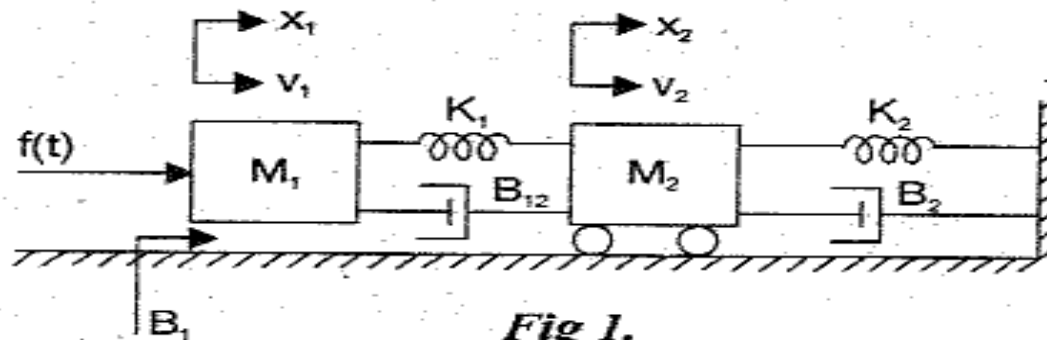 x₁
x₂
v₁
v₂
f(t)
M₁
K₁
B₁₂
M₂
K₂
B₂
B₁
Fig 1.